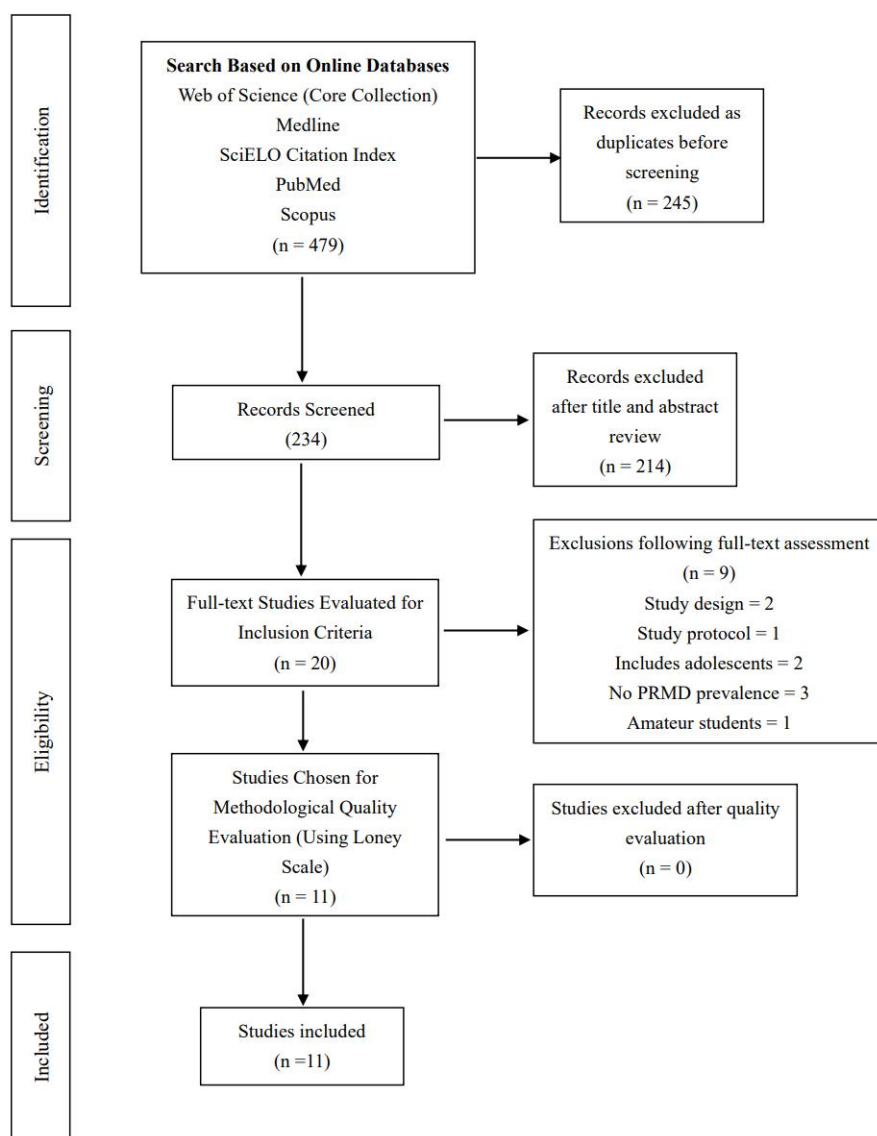 Identification
Search Based on Online Databases
Web of Science (Core Collection)
Medline
SciELO Citation Index
PubMed
Scopus
(n = 479)
Records excluded as
duplicates before
screening
(n = 245)
Screening
Records Screened
(234)
Records excluded
after title and abstract
review
(n = 214)
Eligibility
Full-text Studies Evaluated for
Inclusion Criteria
(n = 20)
Exclusions following full-text assessment
(n = 9)
Study design = 2
Study protocol = 1
Includes adolescents = 2
No PRMD prevalence = 3
Amateur students = 1
Studies Chosen for
Methodological Quality
Evaluation (Using Loney
Scale)
(n = 11)
Studies excluded after quality
evaluation
(n = 0)
Included
Studies included
(n =11)